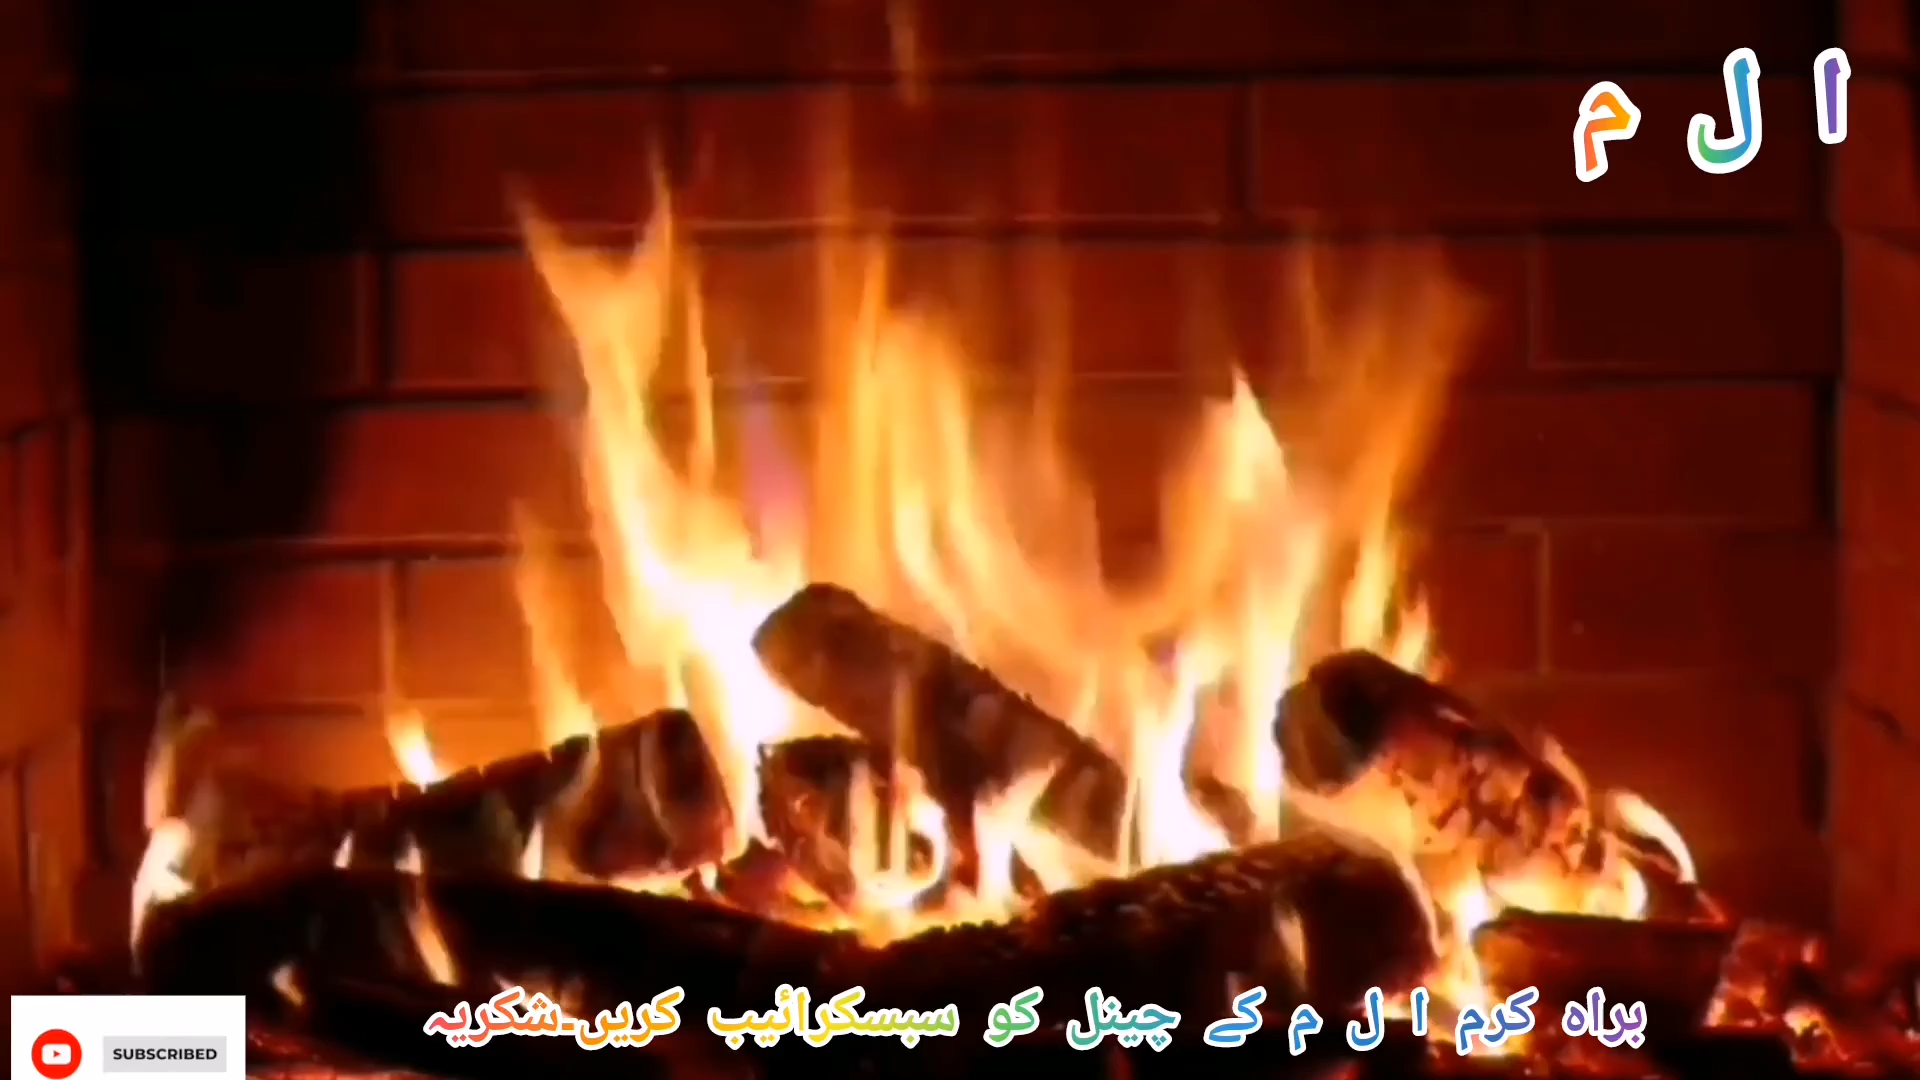 ا ل م
براہ کرم ا ل م کے چینل کو سبسکرائیب کریں۔شکریہ
SUBSCRIBED